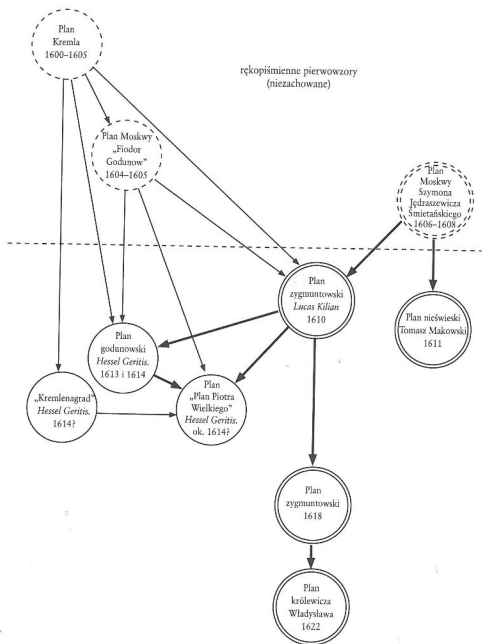 Plan
Kremla
1600–1605
rękopiśmienne pierwowzory
(niezachowane)
Plan Moskwy
„Fiodor
Godunow”
1604–1605
Plan
Moskwy
Szymona
Jędraszewicza
Śmietańskiego
1606–1608
Plan
zygmuntowski
Lucas Kilian
1610
Plan nieświeski
Tomasz Makowski
1611
Plan
godunowski
Hessel Geritis.
1613 i 1614
„Kremlenagrad”
Hessel Geritis.
1614?
Plan
„Plan Piotra
Wielkiego”
Hessel Geritis.
ok. 1614?
Plan
zygmuntowski
1618
Plan
królewicza
Władysława
1622